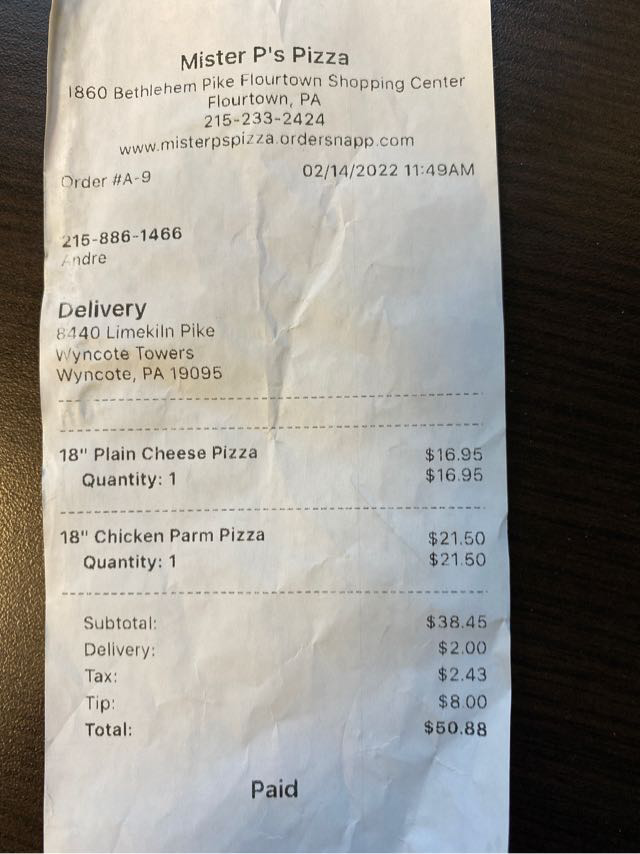 Mister P's Pizza
1860 Bethlehem Pike Flourtown Shopping Center
Flourtown, PA
215-233-2424
www.misterpspizza.ordersnapp.com
Order #A-9 02/14/2022 11:49AM
215-886-1466
Andre
Delivery
8440 Limekiln Pike
Wyncote Towers
Wyncote, PA 19095
18" Plain Cheese Pizza $16.95
Quantity: 1 $16.95
18" Chicken Parm Pizza $21.50
Quantity: 1 $21.50
Subtotal: $38.45
Delivery: $2.00
Tax: $2.43
Tip: $8.00
Total: $50.88
Paid